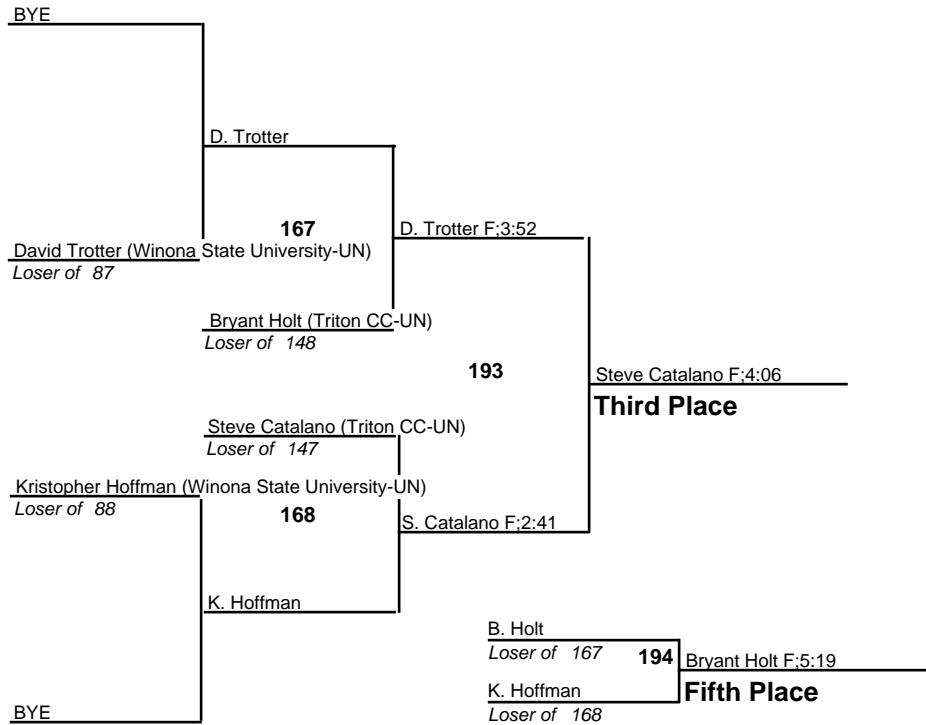 BYE
D. Trotter
167
D. Trotter F;3:52
David Trotter (Winona State University-UN)
Loser of 87
Bryant Holt (Triton CC-UN)
Loser of 148
193
Steve Catalano F;4:06
Third Place
Steve Catalano (Triton CC-UN)
Loser of 147
Kristopher Hoffman (Winona State University-UN)
Loser of 88
168
S. Catalano F;2:41
K. Hoffman
B. Holt
Loser of 167
194
Bryant Holt F;5:19
Fifth Place
K. Hoffman
Loser of 168
BYE